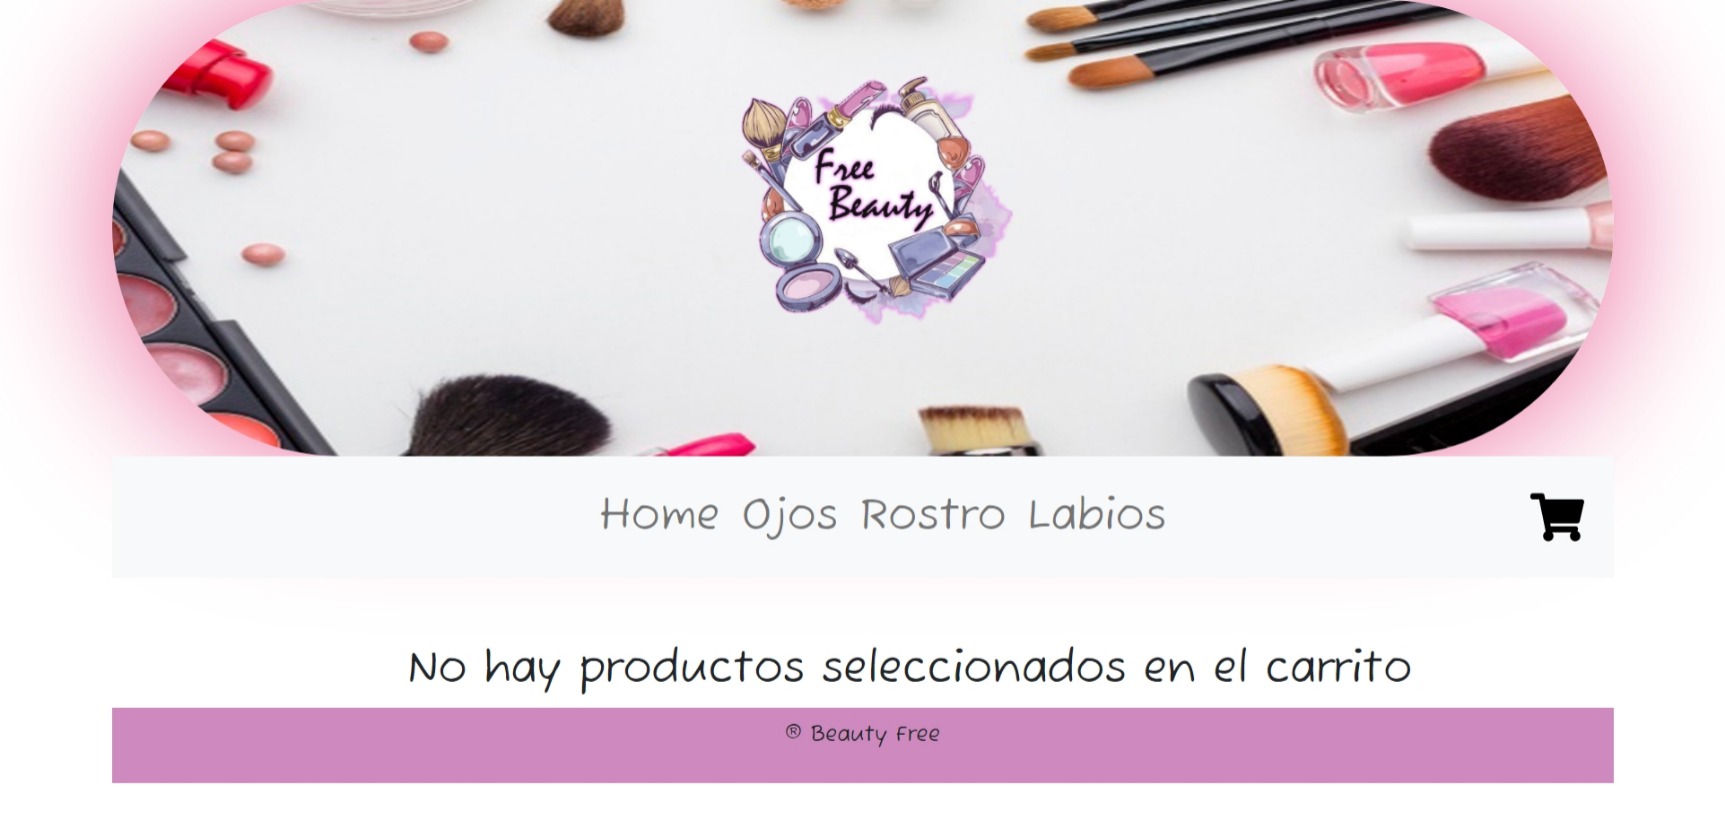 Free
Beauty
Home Ojos Rostro Labios
No hay productos seleccionados en el carrito
® Beauty Free